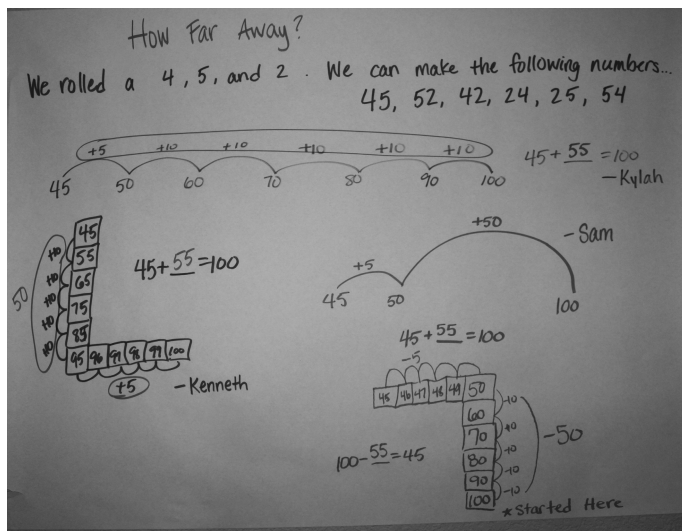 How Far Away?
We rolled a 4, 5, and 2. We can make the following numbers...
45, 52, 42, 24, 25, 54
+5 +10 +10 +10 +10 +10
45 50 60 70 80 90 100
45 + 55 = 100
- Kylah
45
55
65
75
85
95 96 97 98 99 100
+10
+10
+10
+10
+10
50
+5
45 + 55 = 100
- Kenneth
+50
- Sam
+5
45 50 100
45 + 55 = 100
-5
45 46 47 48 49 50
60
70
80
90
100
-10
-10
-10
-10
-10
-50
100 - 55 = 45
* Started Here